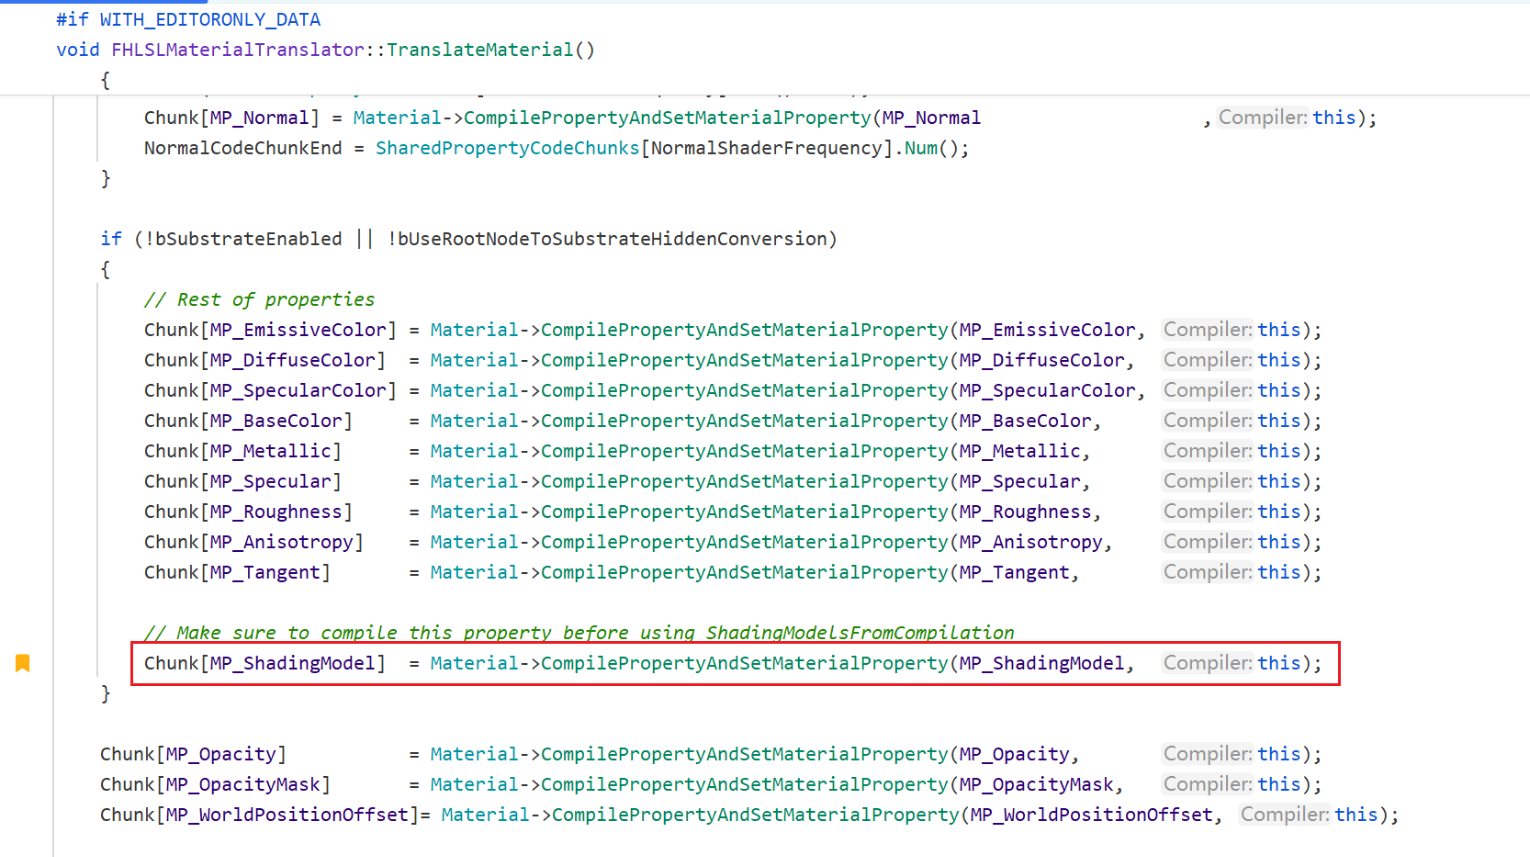 #if WITH_EDITORONLY_DATA
void FHLSLMaterialTranslator::TranslateMaterial()
{
Chunk[MP_Normal] = Material->CompilePropertyAndSetMaterialProperty(MP_Normal , Compiler: this);
NormalCodeChunkEnd = SharedPropertyCodeChunks[NormalShaderFrequency].Num();
}
if (!bSubstrateEnabled || !bUseRootNodeToSubstrateHiddenConversion)
{
// Rest of properties
Chunk[MP_EmissiveColor] = Material->CompilePropertyAndSetMaterialProperty(MP_EmissiveColor, Compiler: this);
Chunk[MP_DiffuseColor] = Material->CompilePropertyAndSetMaterialProperty(MP_DiffuseColor, Compiler: this);
Chunk[MP_SpecularColor] = Material->CompilePropertyAndSetMaterialProperty(MP_SpecularColor, Compiler: this);
Chunk[MP_BaseColor] = Material->CompilePropertyAndSetMaterialProperty(MP_BaseColor, Compiler: this);
Chunk[MP_Metallic] = Material->CompilePropertyAndSetMaterialProperty(MP_Metallic, Compiler: this);
Chunk[MP_Specular] = Material->CompilePropertyAndSetMaterialProperty(MP_Specular, Compiler: this);
Chunk[MP_Roughness] = Material->CompilePropertyAndSetMaterialProperty(MP_Roughness, Compiler: this);
Chunk[MP_Anisotropy] = Material->CompilePropertyAndSetMaterialProperty(MP_Anisotropy, Compiler: this);
Chunk[MP_Tangent] = Material->CompilePropertyAndSetMaterialProperty(MP_Tangent, Compiler: this);
// Make sure to compile this property before using ShadingModelsFromCompilation
Chunk[MP_ShadingModel] = Material->CompilePropertyAndSetMaterialProperty(MP_ShadingModel, Compiler: this);
}
Chunk[MP_Opacity] = Material->CompilePropertyAndSetMaterialProperty(MP_Opacity, Compiler: this);
Chunk[MP_OpacityMask] = Material->CompilePropertyAndSetMaterialProperty(MP_OpacityMask, Compiler: this);
Chunk[MP_WorldPositionOffset]= Material->CompilePropertyAndSetMaterialProperty(MP_WorldPositionOffset, Compiler: this);